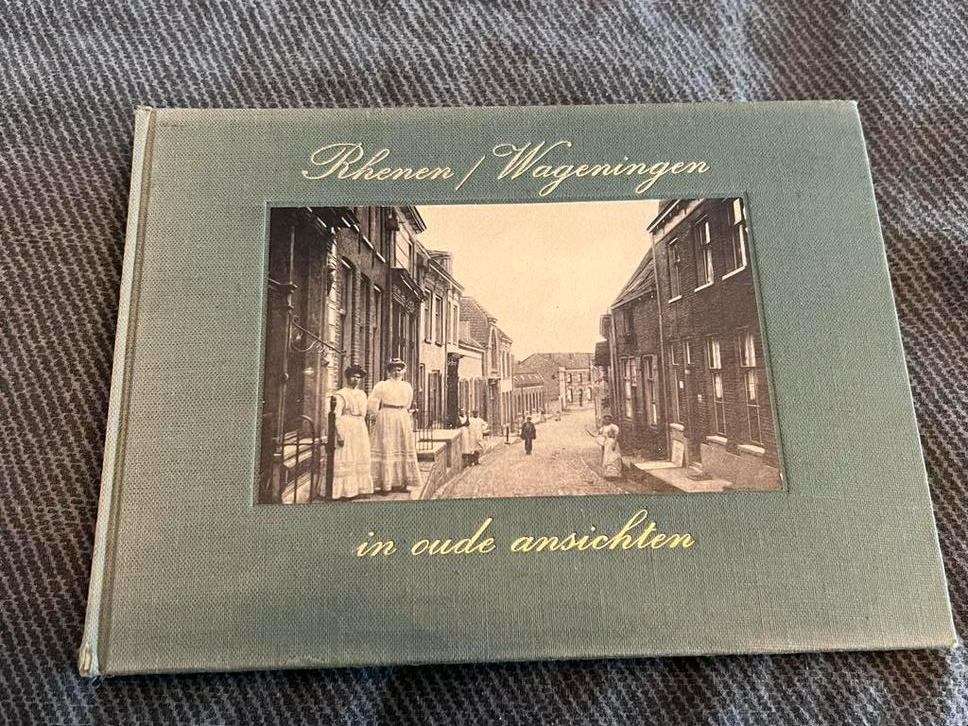 Rhenen / Wageningen
in oude ansichten